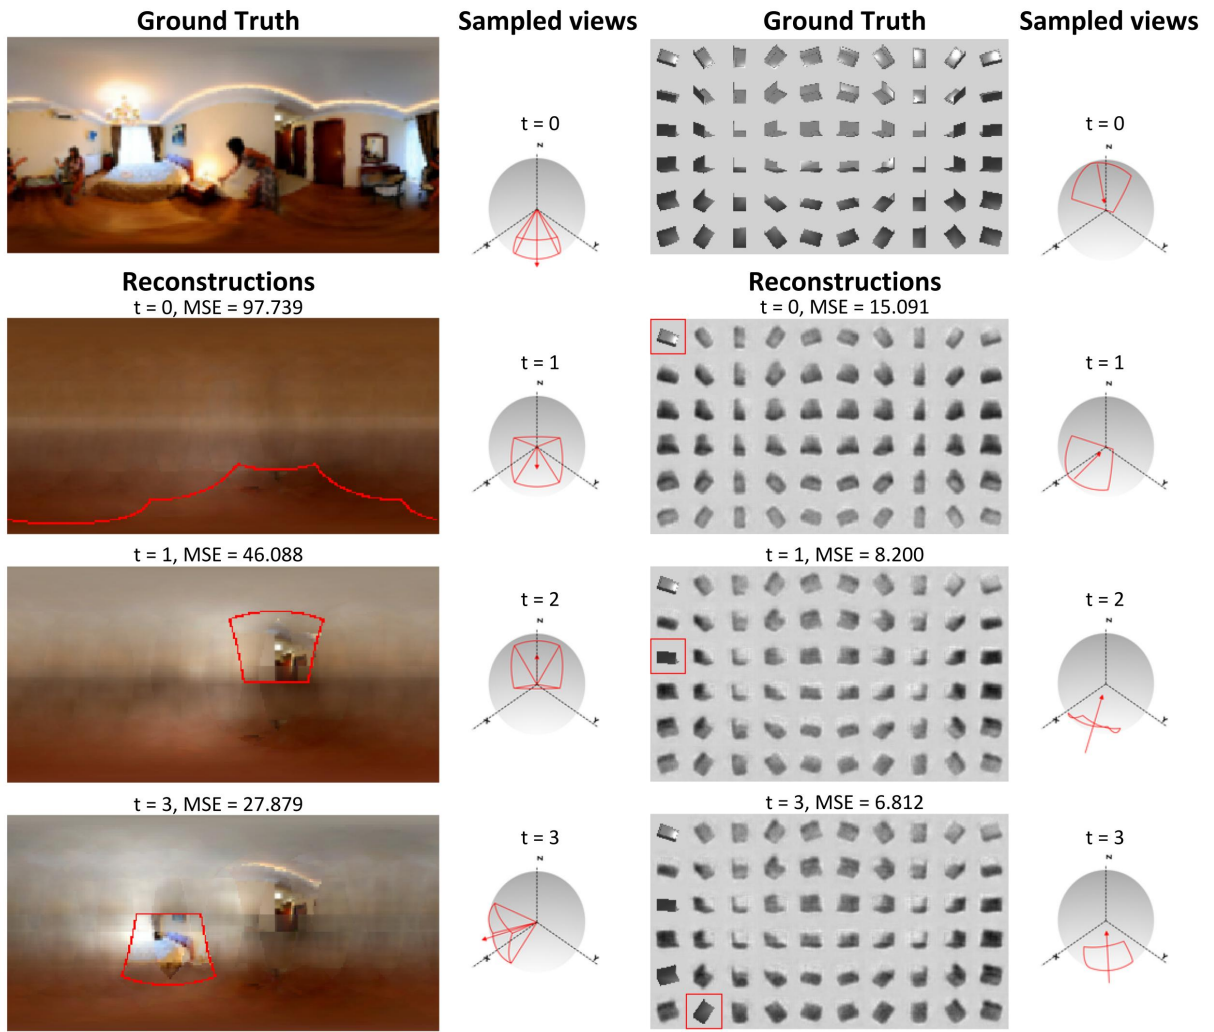 Ground Truth
Sampled views
Ground Truth
Sampled views
t = 0
N
X
Y
t = 0
N
X
Y
Reconstructions
t = 0, MSE = 97.739
Reconstructions
t = 0, MSE = 15.091
t = 1
N
X
Y
t = 1
N
X
Y
t = 1, MSE = 46.088
t = 1, MSE = 8.200
t = 2
N
X
Y
t = 2
N
X
Y
t = 3, MSE = 27.879
t = 3, MSE = 6.812
t = 3
N
X
Y
t = 3
N
X
Y